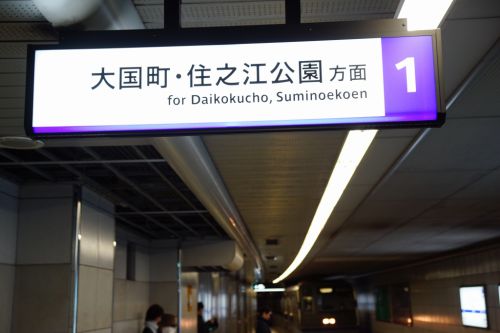 大国町・住之江公園 方面 1
for Daikokucho, Suminoekoen